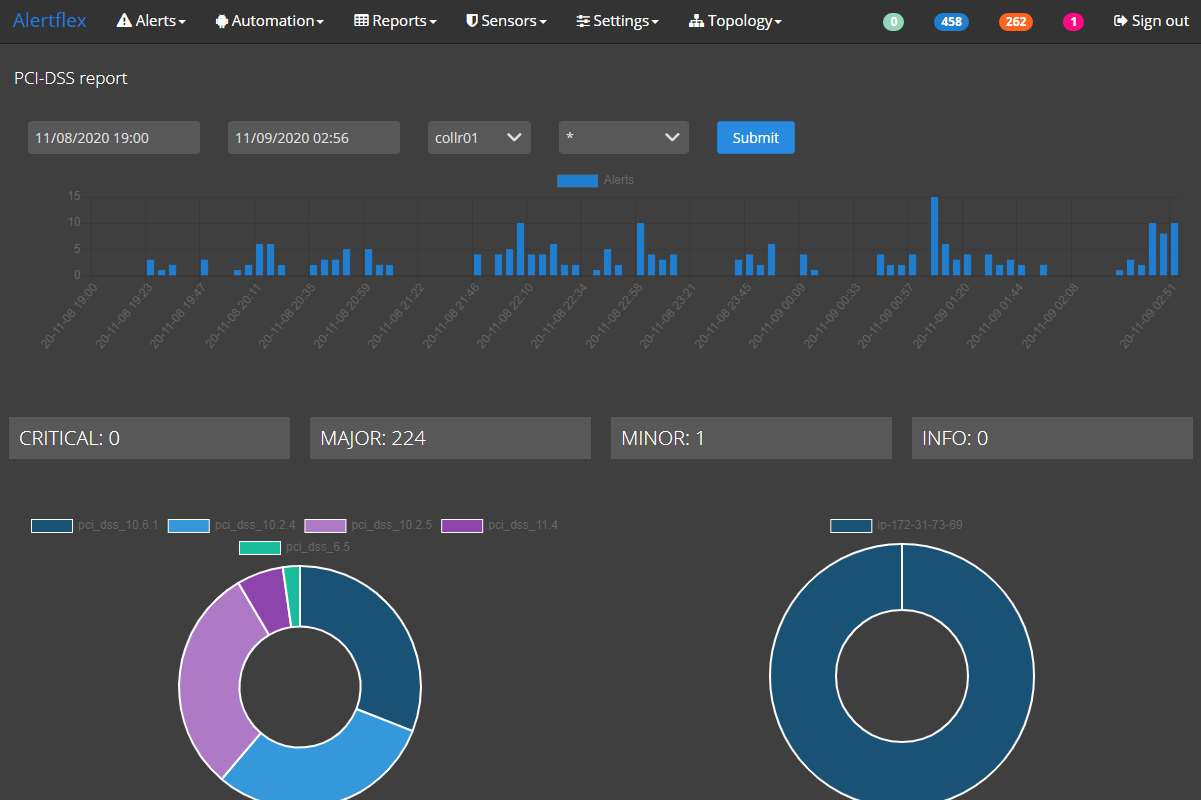 Alertflex Alerts Automation Reports Sensors Settings Topology 0 458 262 1 Sign out
PCI-DSS report
11/08/2020 19:00 11/09/2020 02:56 collr01 * Submit
Alerts
15
10
5
0
20-11-08 19:00 20-11-08 19:23 20-11-08 19:47 20-11-08 20:11 20-11-08 20:35 20-11-08 20:59 20-11-08 21:22 20-11-08 21:46 20-11-08 22:10 20-11-08 22:34 20-11-08 22:58 20-11-08 23:21 20-11-08 23:45 20-11-09 00:09 20-11-09 00:33 20-11-09 00:57 20-11-09 01:20 20-11-09 01:44 20-11-09 02:08 20-11-09 02:51
CRITICAL: 0 MAJOR: 224 MINOR: 1 INFO: 0
pci_dss_10.6.1 pci_dss_10.2.4 pci_dss_10.2.5 pci_dss_11.4 ip-172-31-73-69
pci_dss_6.5